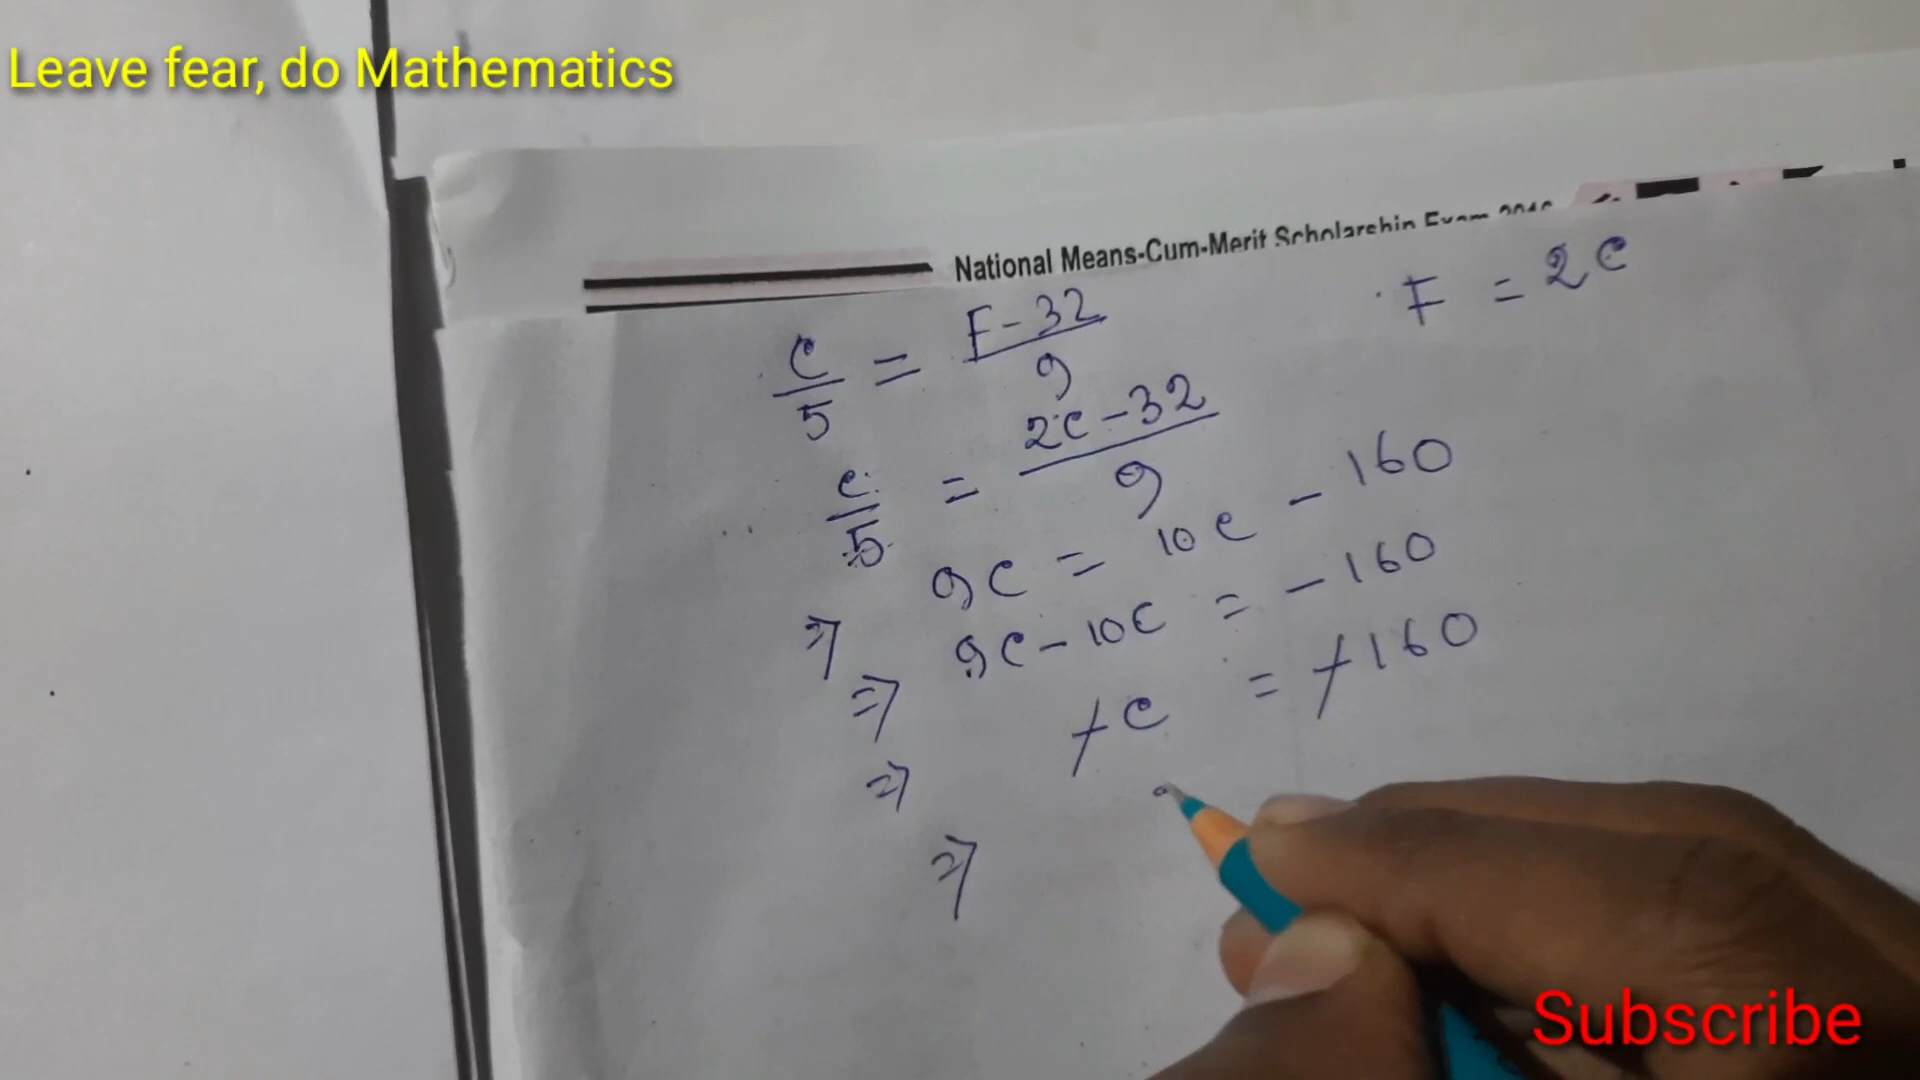 Leave fear, do Mathematics
National Means-Cum-Merit Scholarship Exam
F = 2C
C/5 = F-32/9
C/5 = 2C-32/9
⇒ 9C = 10C - 160
⇒ 9C - 10C = - 160
⇒ -C = -160
⇒
Subscribe